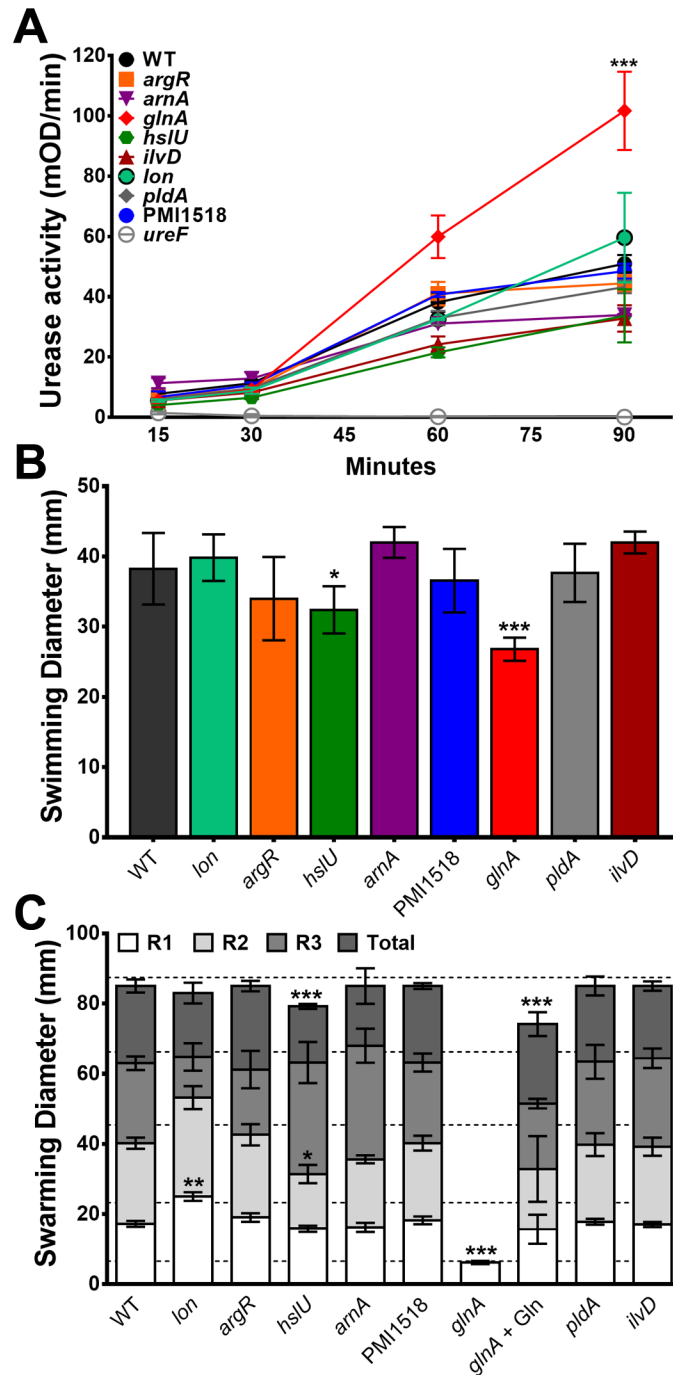 A
Urease activity (mOD/min)
120
100
80
60
40
20
0
WT
argR
arnA
glnA
hslU
ilvD
lon
pldA
PMI1518
ureF
***
15 30 45 60 75 90
Minutes
B
Swimming Diameter (mm)
50
40
30
20
10
0
*
***
WT lon argR hslU arnA PMI1518 glnA pldA ilvD
C
Swarming Diameter (mm)
100
80
60
40
20
0
R1 R2 R3 Total
**
***
*
***
***
WT lon argR hslU arnA PMI1518 glnA glnA + Gln pldA ilvD